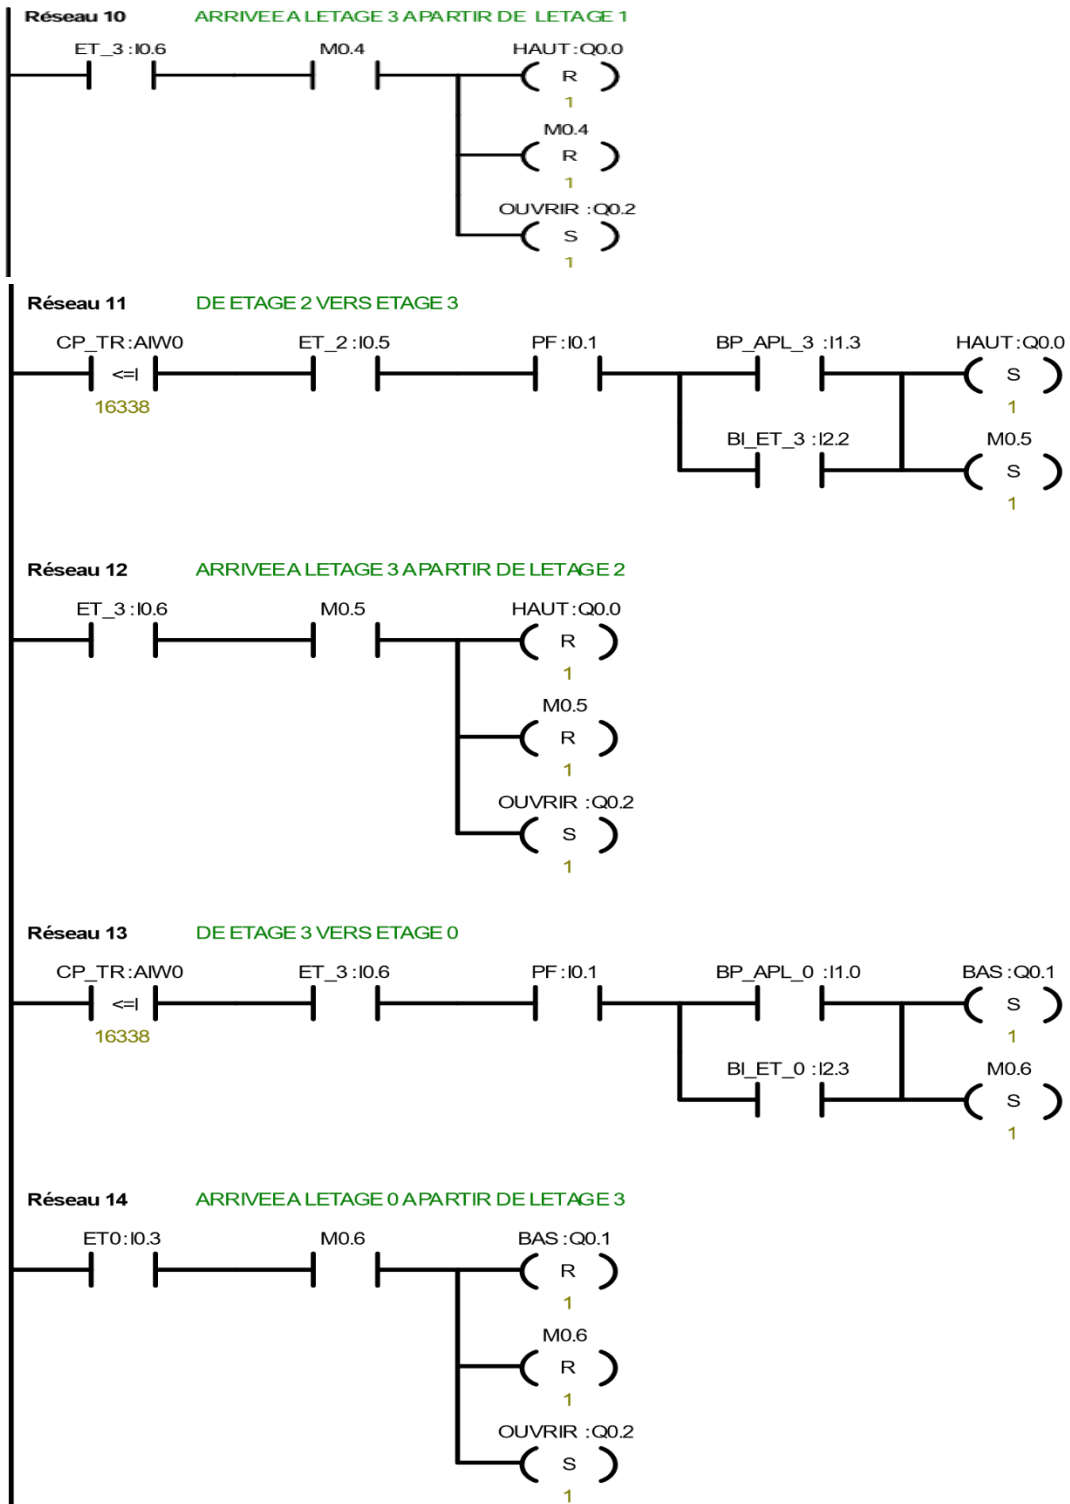 Réseau 10 ARRIVEE A LETAGE 3 A PARTIR DE LETAGE 1
ET_3:I0.6 M0.4 HAUT:Q0.0
R
1
M0.4
R
1
OUVRIR :Q0.2
S
1
Réseau 11 DE ETAGE 2 VERS ETAGE 3
CP_TR:AIW0 ET_2:I0.5 PF:I0.1 BP_APL_3 :I1.3 HAUT:Q0.0
<=I S
16338 1
BI_ET_3 :I2.2 M0.5
S
1
Réseau 12 ARRIVEE A LETAGE 3 A PARTIR DE LETAGE 2
ET_3:I0.6 M0.5 HAUT:Q0.0
R
1
M0.5
R
1
OUVRIR :Q0.2
S
1
Réseau 13 DE ETAGE 3 VERS ETAGE 0
CP_TR:AIW0 ET_3:I0.6 PF:I0.1 BP_APL_0 :I1.0 BAS:Q0.1
<=I S
16338 1
BI_ET_0 :I2.3 M0.6
S
1
Réseau 14 ARRIVEE A LETAGE 0 A PARTIR DE LETAGE 3
ET0:I0.3 M0.6 BAS:Q0.1
R
1
M0.6
R
1
OUVRIR :Q0.2
S
1